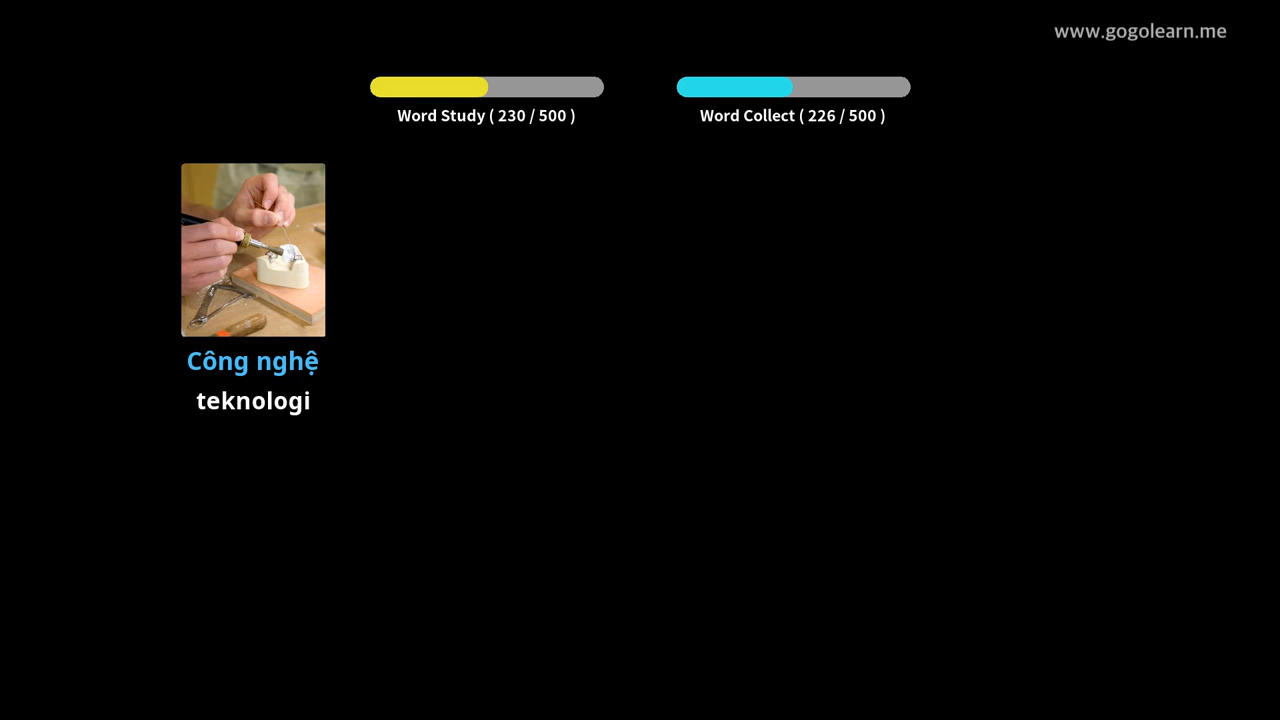 www.gogolearn.me
Word Study ( 230 / 500 )
Word Collect ( 226 / 500 )
Công nghệ
teknologi